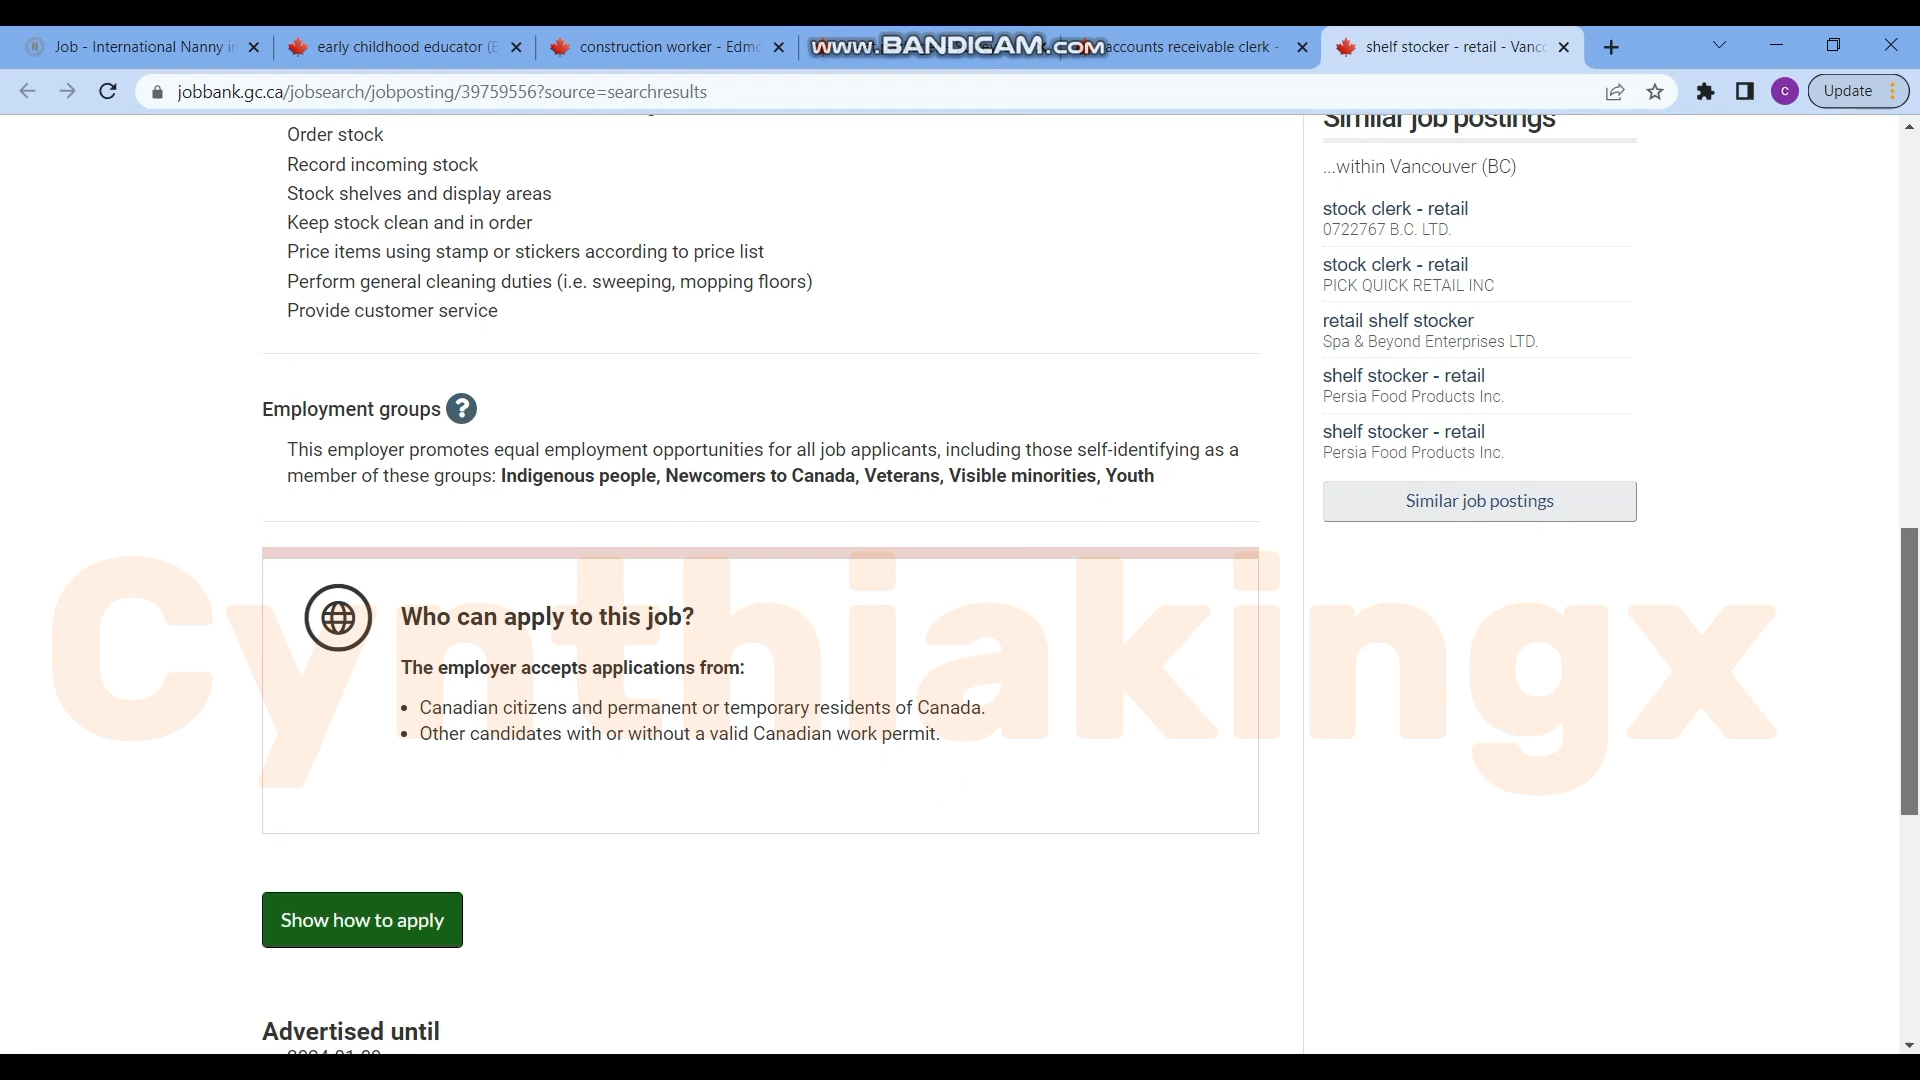 Job - International Nanny i
early childhood educator (E
construction worker - Edmo
www.BANDICAM.com
accounts receivable clerk -
shelf stocker - retail - Vanco
jobbank.gc.ca/jobsearch/jobposting/39759556?source=searchresults
C
Update
Order stock
Record incoming stock
Stock shelves and display areas
Keep stock clean and in order
Price items using stamp or stickers according to price list
Perform general cleaning duties (i.e. sweeping, mopping floors)
Provide customer service
Employment groups ?
This employer promotes equal employment opportunities for all job applicants, including those self-identifying as a
member of these groups: Indigenous people, Newcomers to Canada, Veterans, Visible minorities, Youth
Cynthiakingx
Who can apply to this job?
The employer accepts applications from:
• Canadian citizens and permanent or temporary residents of Canada.
• Other candidates with or without a valid Canadian work permit.
Show how to apply
Advertised until
Similar job postings
...within Vancouver (BC)
stock clerk - retail
0722767 B.C. LTD.
stock clerk - retail
PICK QUICK RETAIL INC
retail shelf stocker
Spa & Beyond Enterprises LTD.
shelf stocker - retail
Persia Food Products Inc.
shelf stocker - retail
Persia Food Products Inc.
Similar job postings